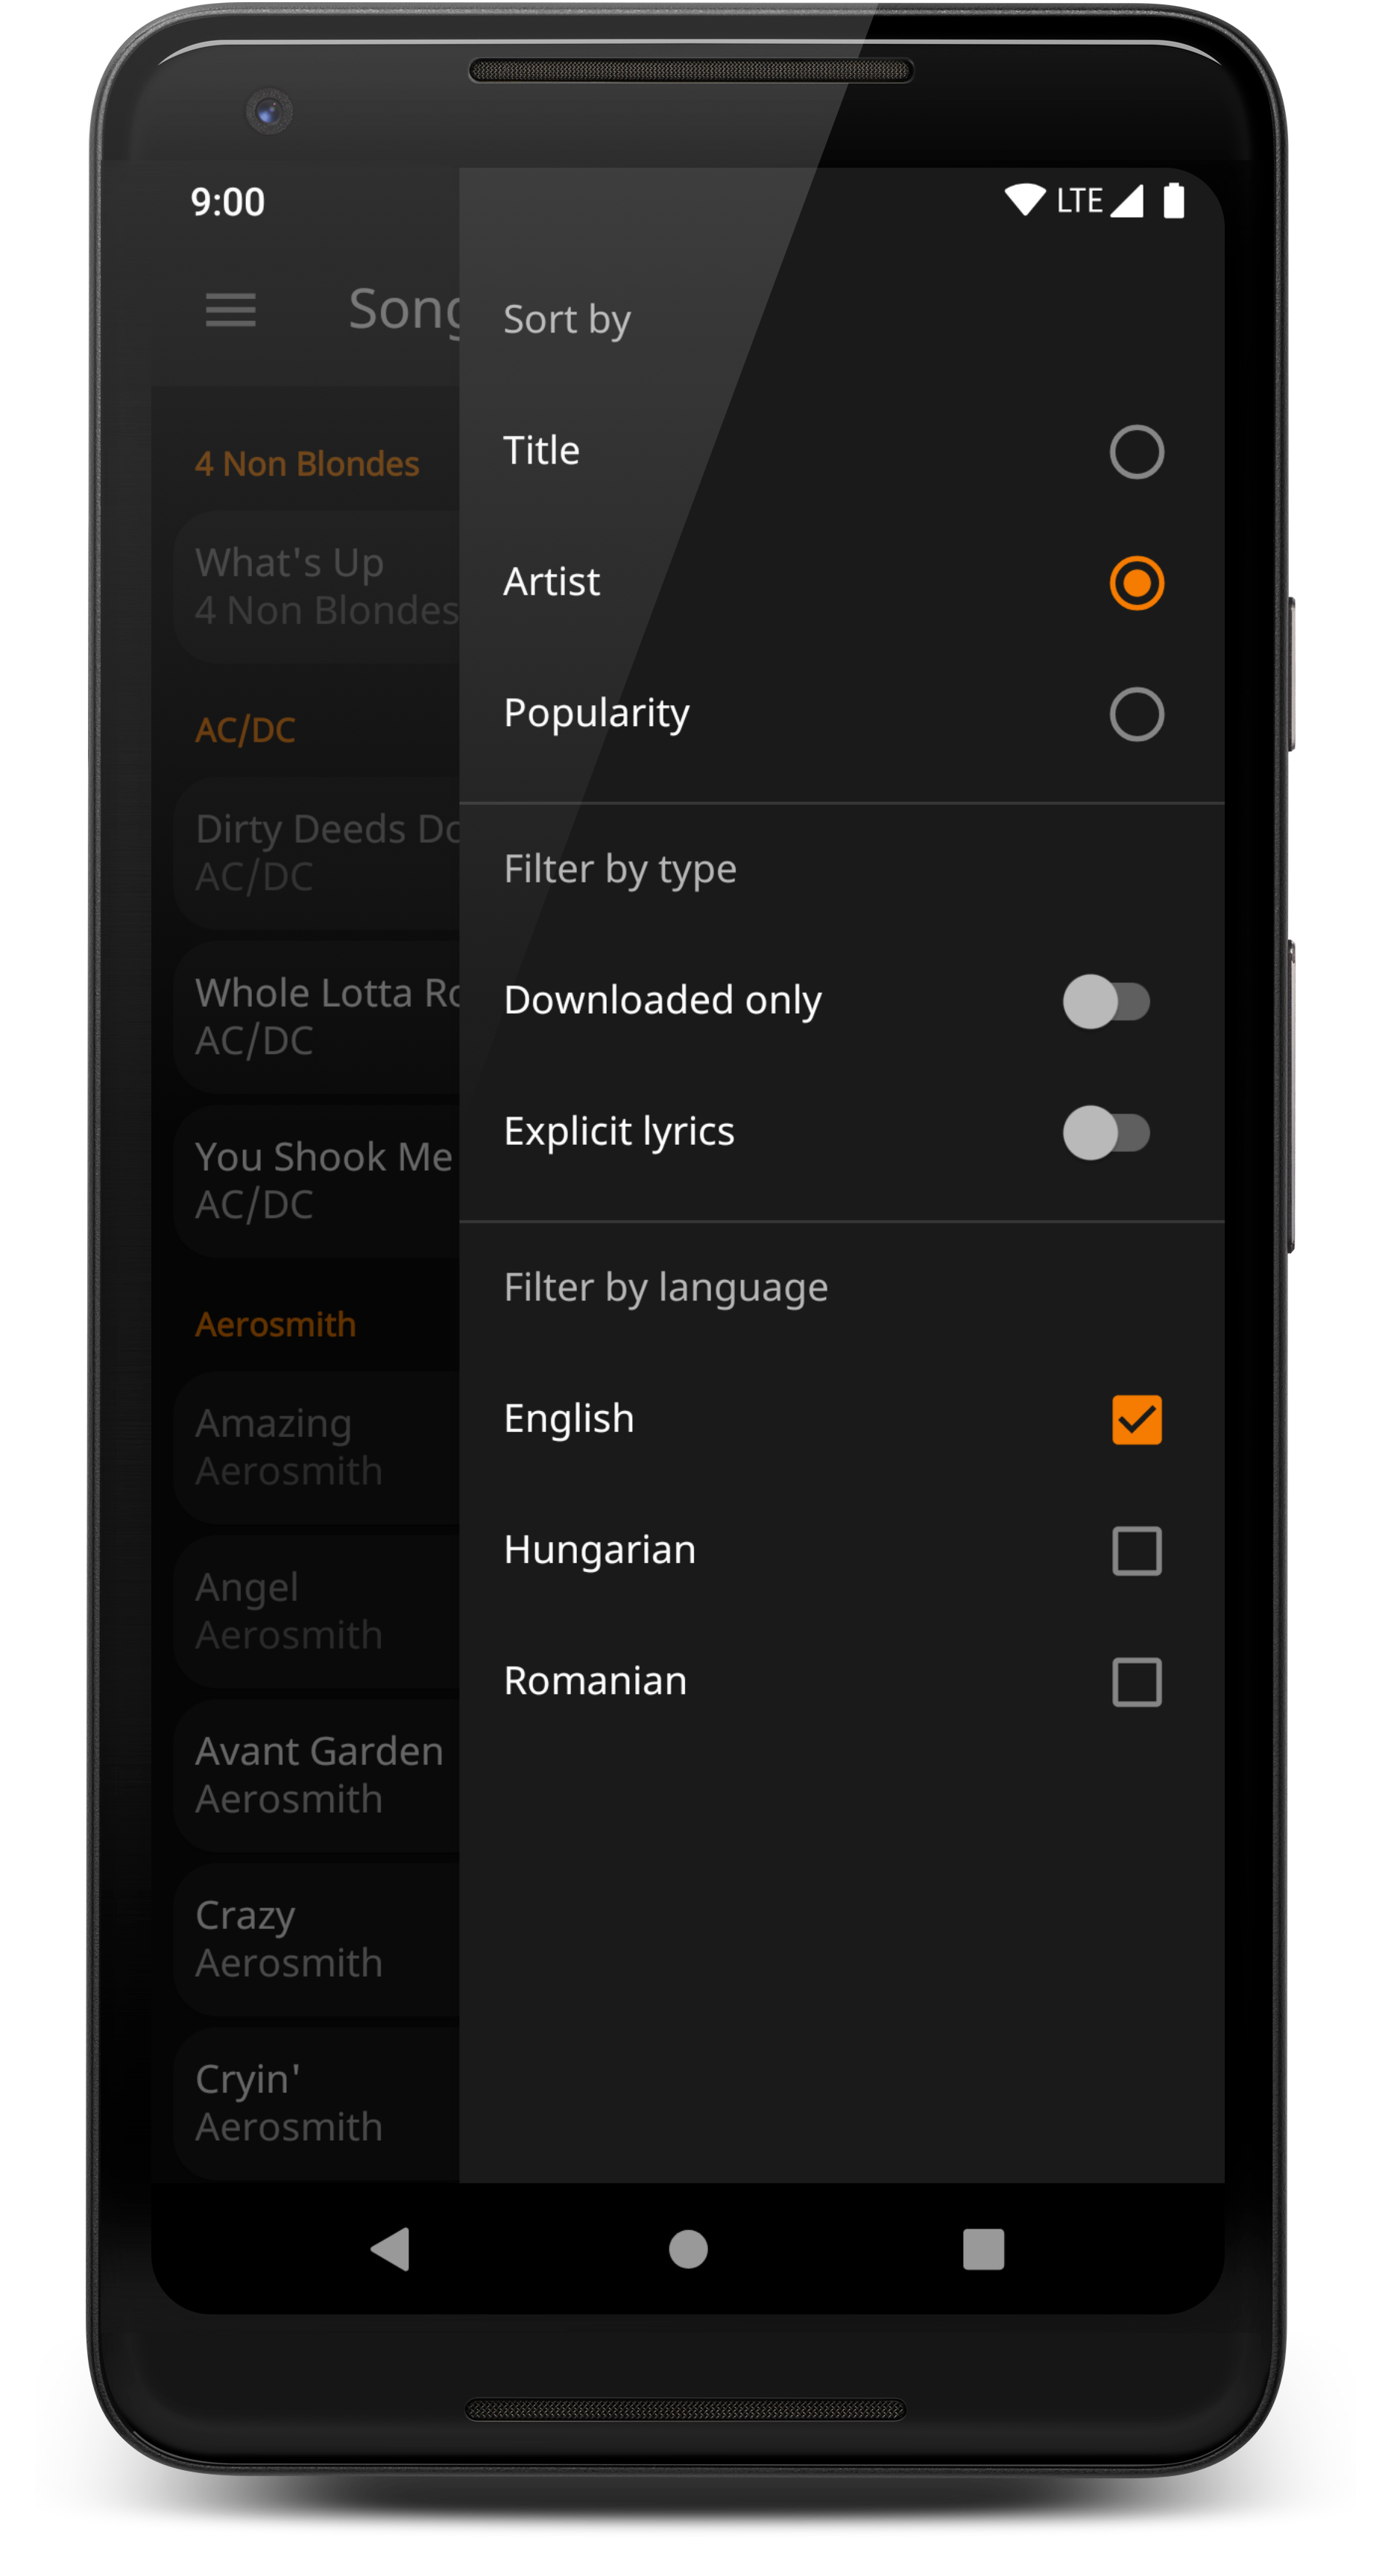 9:00
LTE
Song
4 Non Blondes
What's Up
4 Non Blondes
AC/DC
Dirty Deeds Do
AC/DC
Whole Lotta Ro
AC/DC
You Shook Me
AC/DC
Aerosmith
Amazing
Aerosmith
Angel
Aerosmith
Avant Garden
Aerosmith
Crazy
Aerosmith
Cryin'
Aerosmith
Sort by
Title
Artist
Popularity
Filter by type
Downloaded only
Explicit lyrics
Filter by language
English
Hungarian
Romanian